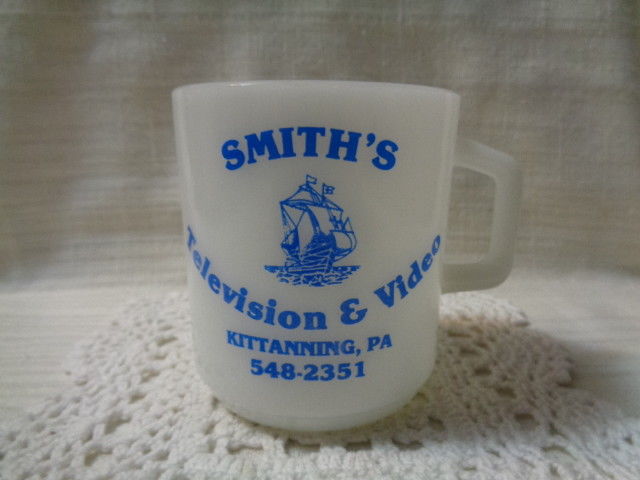 SMITH'S
Television & Video
KITTANNING, PA
548-2351